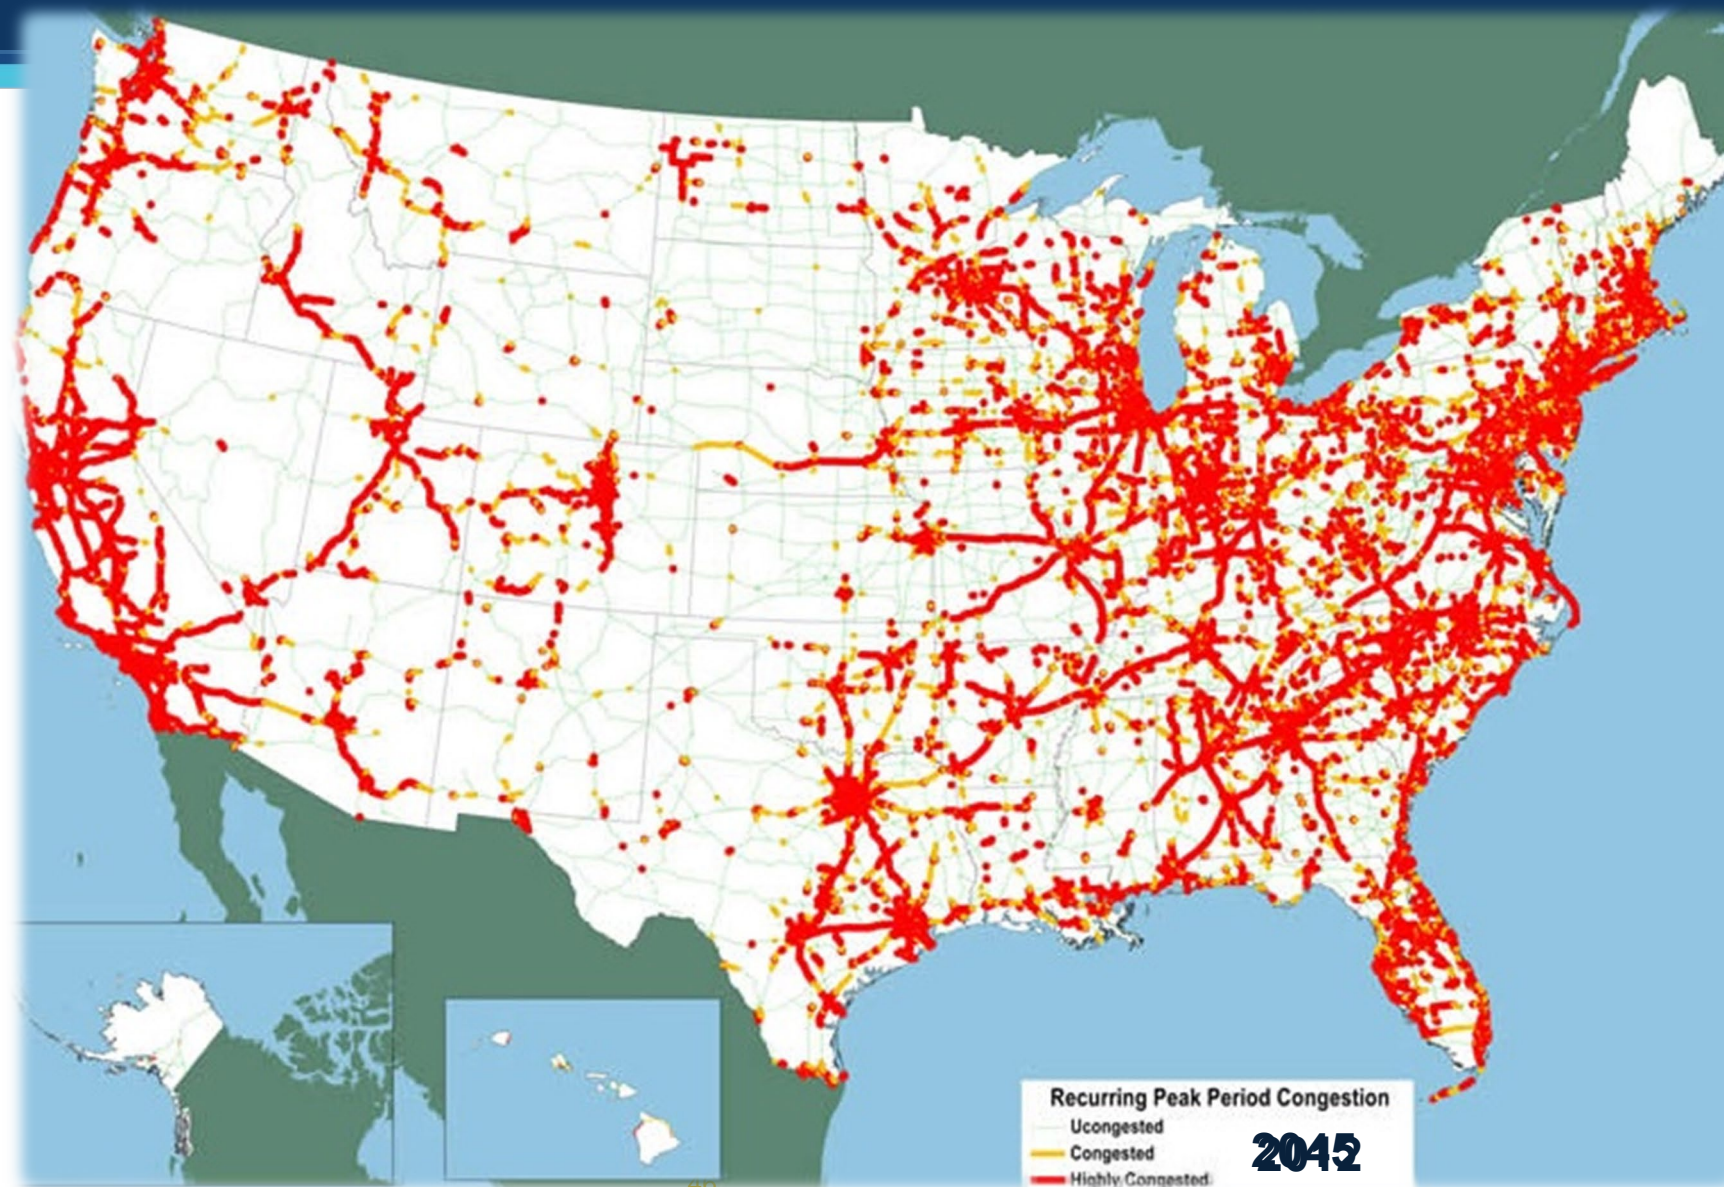 Recurring Peak Period Congestion
Ucongested
Congested
Highly Congested